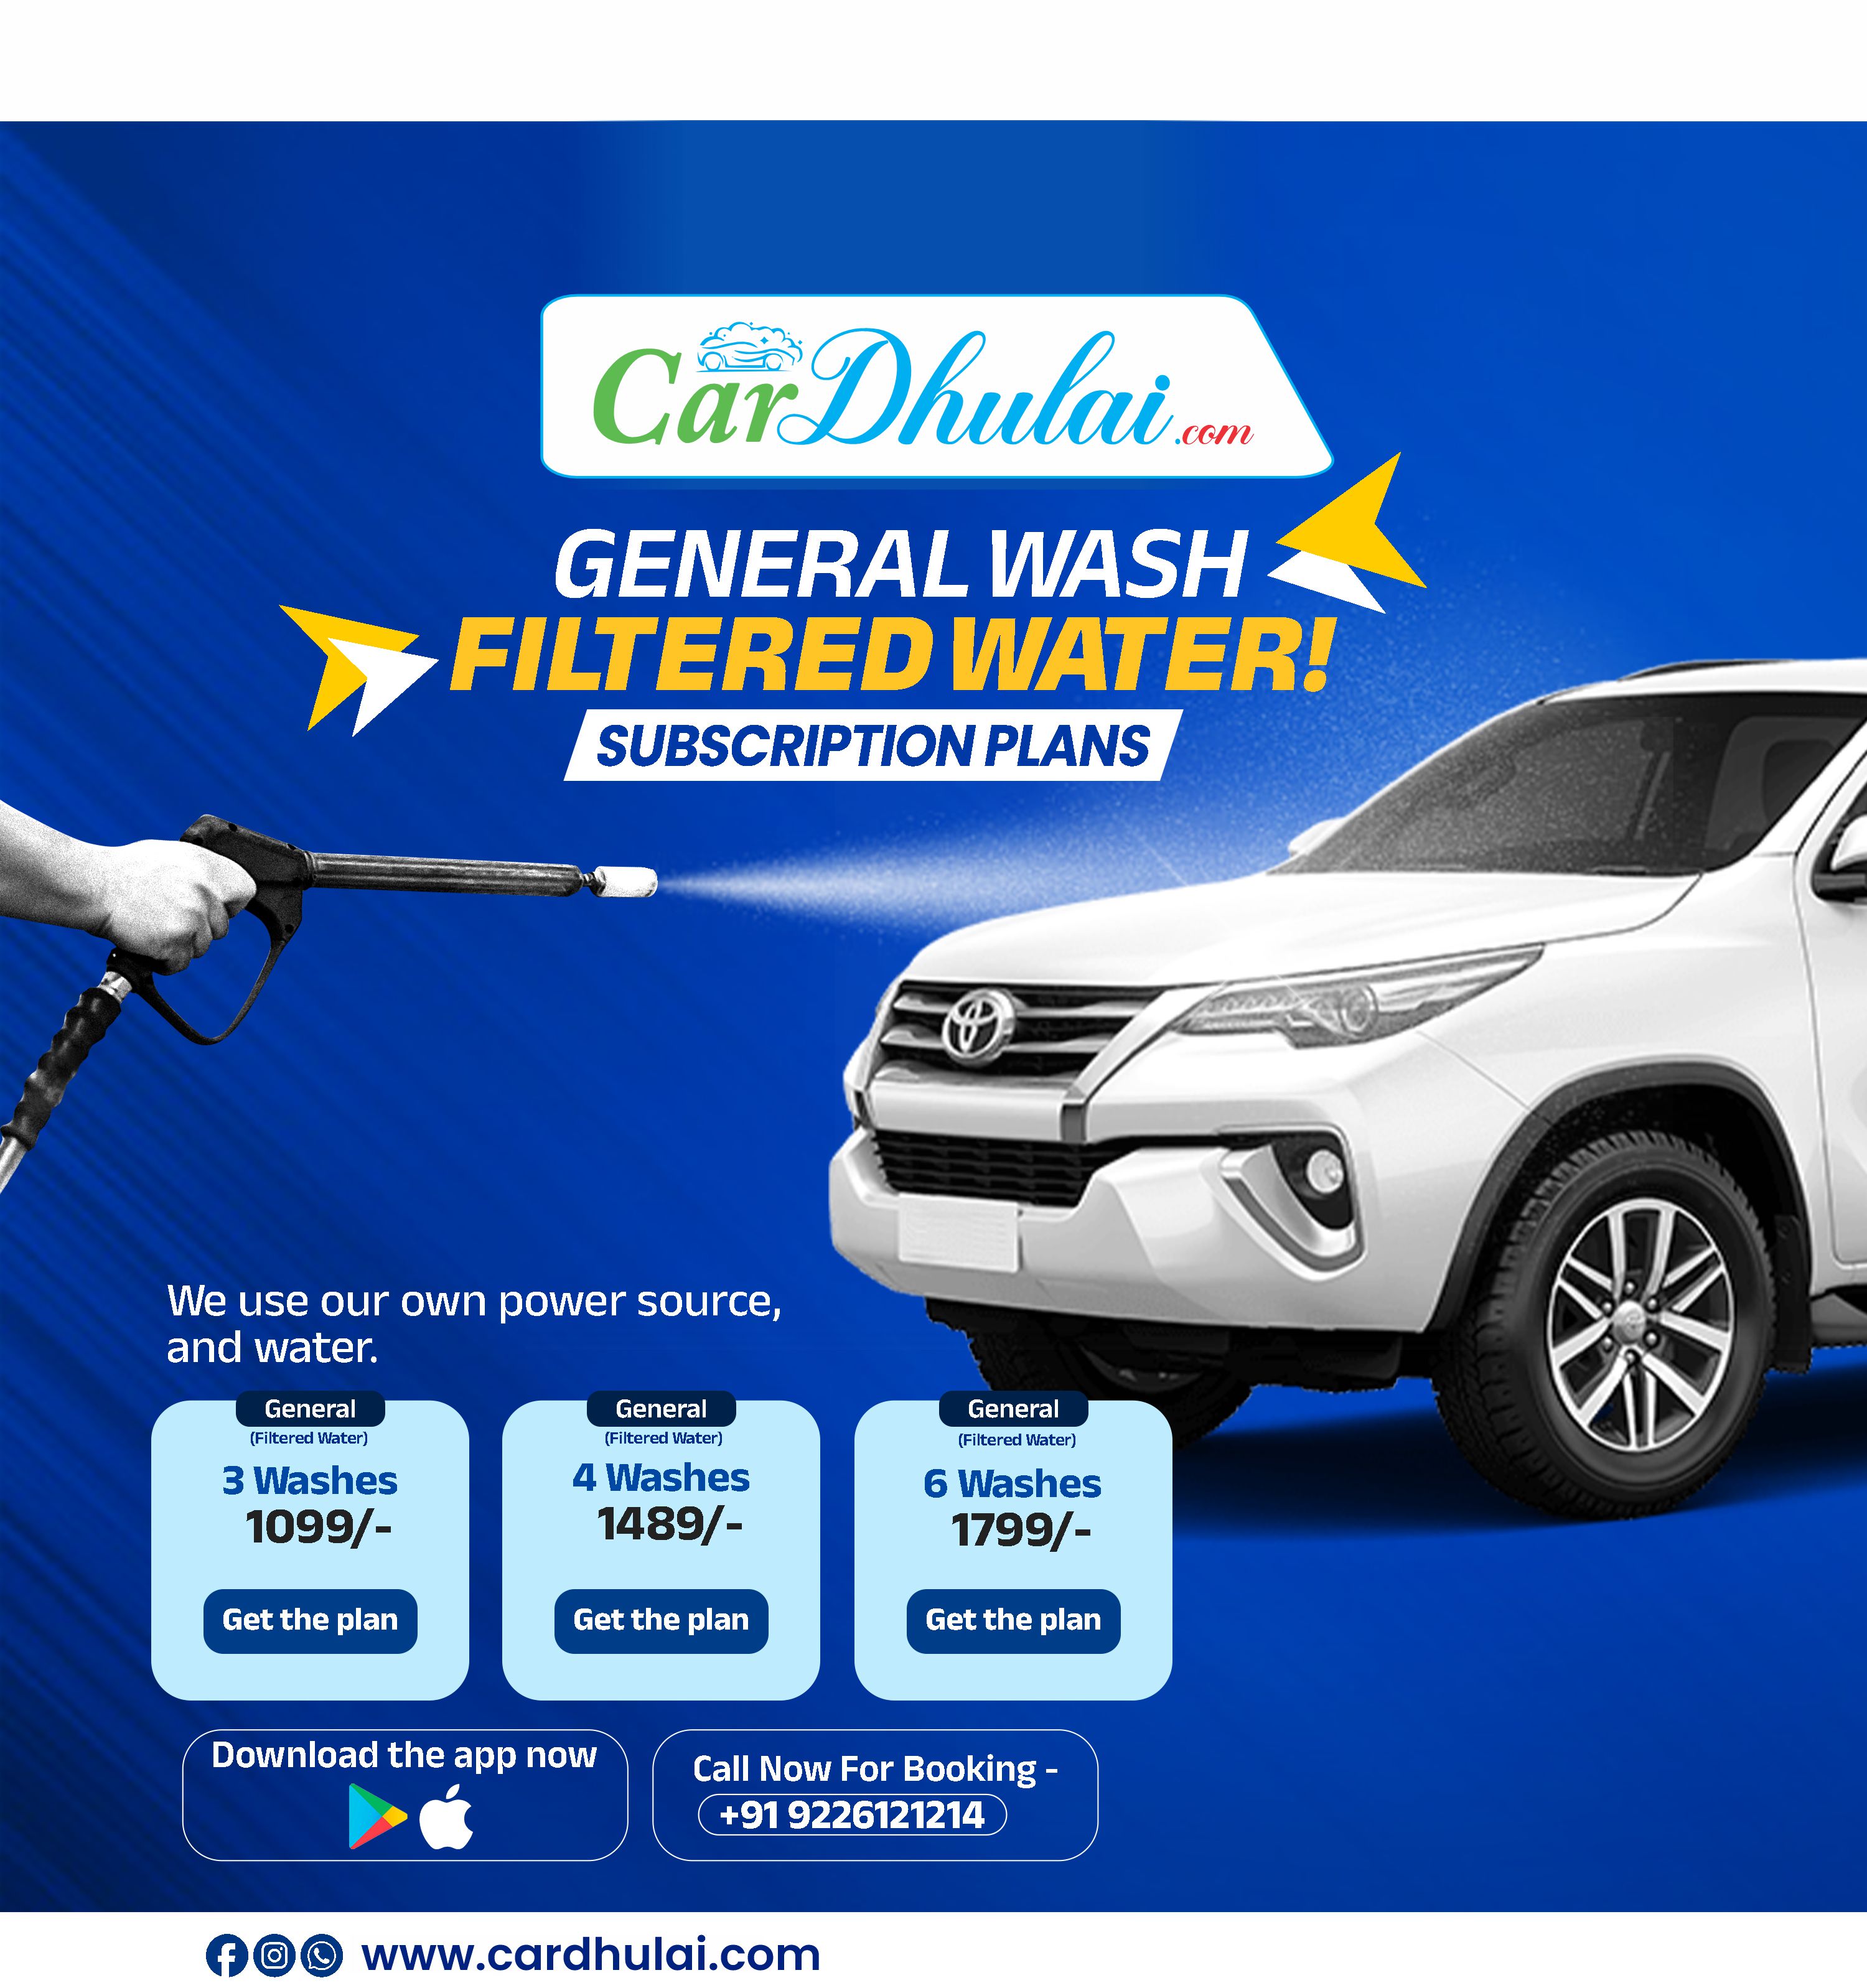 CarDhulai.com
GENERAL WASH
FILTERED WATER!
SUBSCRIPTION PLANS
We use our own power source,
and water.
General
(Filtered Water)
3 Washes
1099/-
Get the plan
General
(Filtered Water)
4 Washes
1489/-
Get the plan
General
(Filtered Water)
6 Washes
1799/-
Get the plan
Download the app now
Call Now For Booking -
+91 9226121214
www.cardhulai.com